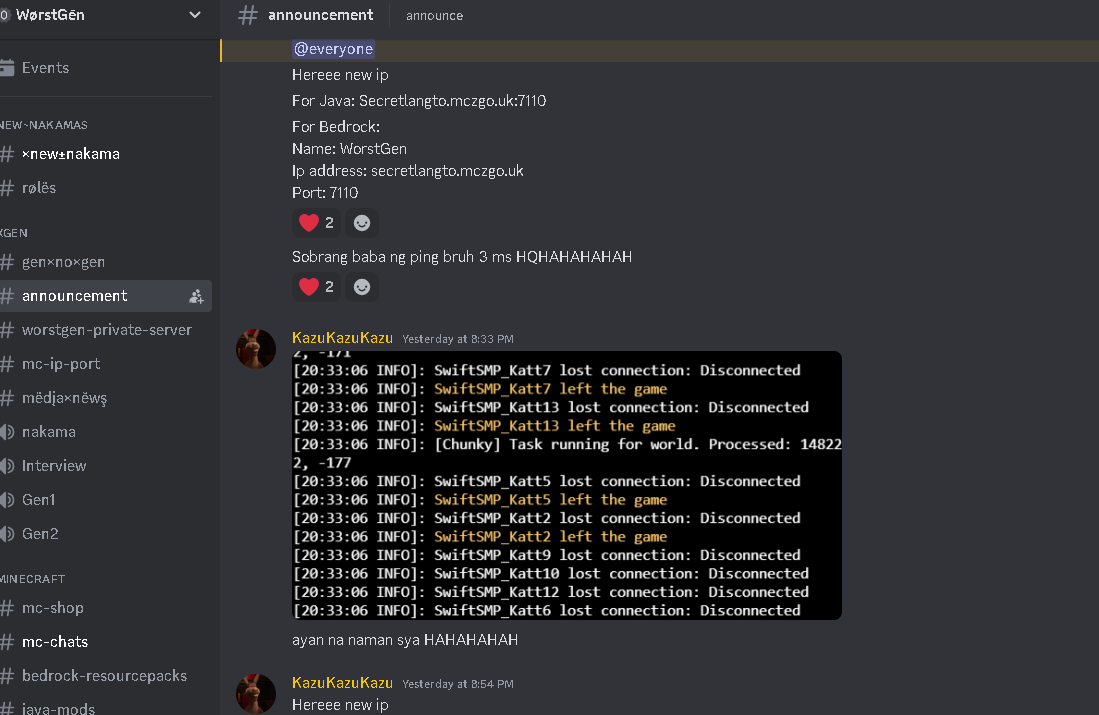 WørstGēn
Events
NEW~NAKAMAS
×new±nakama
rølës
XGEN
gen×no×gen
announcement
worstgen-private-server
mc-ip-port
mëdịa×nëwş
nakama
Interview
Gen1
Gen2
MINECRAFT
mc-shop
mc-chats
bedrock-resourcepacks
java-mods
announcement
announce
@everyone
Hereee new ip
For Java: Secretlangto.mczgo.uk:7110
For Bedrock:
Name: WorstGen
Ip address: secretlangto.mczgo.uk
Port: 7110
2
Sobrang baba ng ping bruh 3 ms HQHAHAHAHAH
2
KazuKazuKazu Yesterday at 8:33 PM
2, -171
[20:33:06 INFO]: SwiftSMP_Katt7 lost connection: Disconnected
[20:33:06 INFO]: SwiftSMP_Katt7 left the game
[20:33:06 INFO]: SwiftSMP_Katt13 lost connection: Disconnected
[20:33:06 INFO]: SwiftSMP_Katt13 left the game
[20:33:06 INFO]: [Chunky] Task running for world. Processed: 14822
2, -177
[20:33:06 INFO]: SwiftSMP_Katt5 lost connection: Disconnected
[20:33:06 INFO]: SwiftSMP_Katt5 left the game
[20:33:06 INFO]: SwiftSMP_Katt2 lost connection: Disconnected
[20:33:06 INFO]: SwiftSMP_Katt2 left the game
[20:33:06 INFO]: SwiftSMP_Katt9 lost connection: Disconnected
[20:33:06 INFO]: SwiftSMP_Katt10 lost connection: Disconnected
[20:33:06 INFO]: SwiftSMP_Katt12 lost connection: Disconnected
[20:33:06 INFO]: SwiftSMP_Katt6 lost connection: Disconnected
ayan na naman sya HAHAHAHAH
KazuKazuKazu Yesterday at 8:54 PM
Hereee new ip